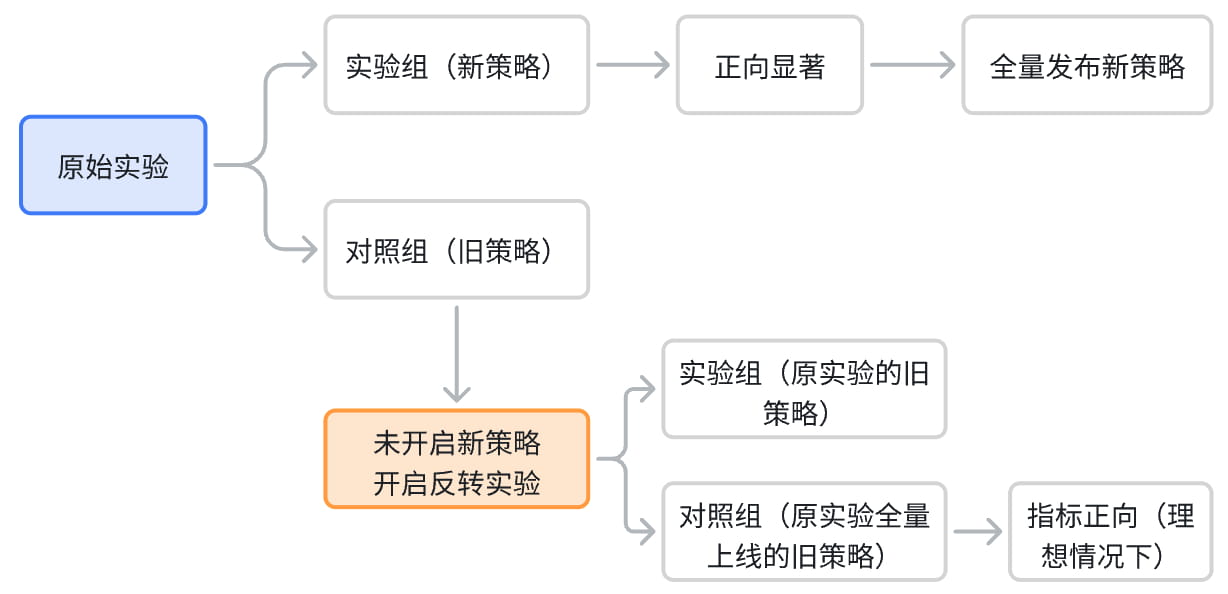 原始实验
实验组（新策略）
正向显著
全量发布新策略
对照组（旧策略）
未开启新策略
开启反转实验
实验组（原实验的旧
策略）
对照组（原实验全量
上线的旧策略）
指标正向（理
想情况下）